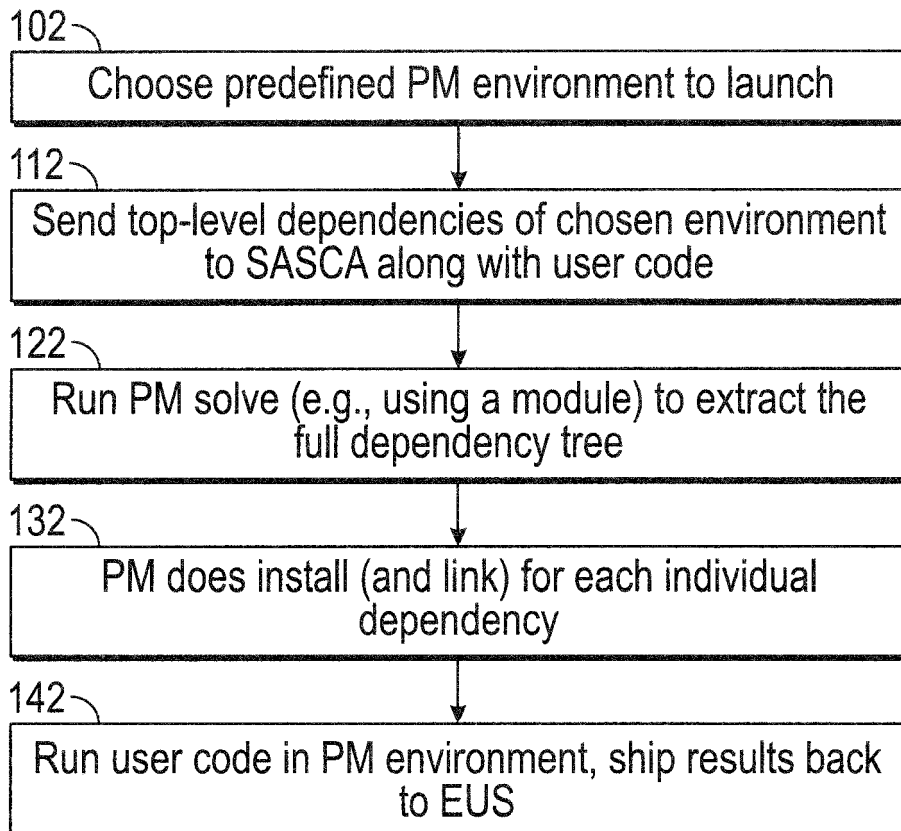 102
Choose predefined PM environment to launch
112
Send top-level dependencies of chosen environment
to SASCA along with user code
122
Run PM solve (e.g., using a module) to extract the
full dependency tree
132
PM does install (and link) for each individual
dependency
142
Run user code in PM environment, ship results back
to EUS